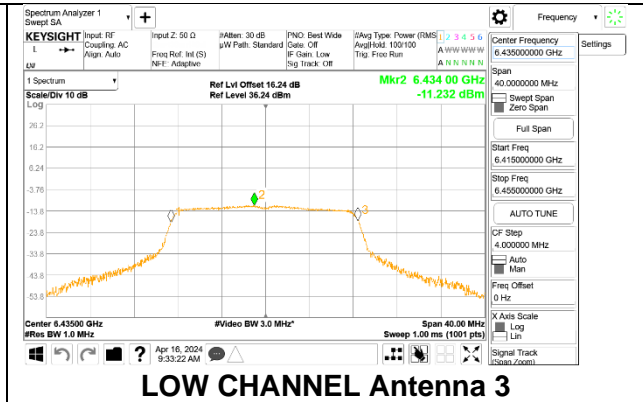 Spectrum Analyzer 1
Swept SA
+
Frequency
KEYSIGHT
L
Input: RF
Coupling: AC
Align: Auto
Input Z: 50 Ω
Freq Ref: Int (S)
NFE: Adaptive
#Atten: 30 dB
µW Path: Standard
PNO: Best Wide
Gate: Off
IF Gain: Low
Sig Track: Off
#Avg Type: Power (RMS
Avg|Hold: 100/100
Trig: Free Run
1 2 3 4 5 6
A W W W W W
A N N N N N
1 Spectrum
Scale/Div 10 dB
Ref Lvl Offset 16.24 dB
Ref Level 36.24 dBm
Mkr2 6.434 00 GHz
-11.232 dBm
Log
26.2
16.2
6.24
-3.76
-13.8
-23.8
-33.8
-43.8
-53.8
2
3
Center 6.43500 GHz
#Res BW 1.0 MHz
#Video BW 3.0 MHz*
Span 40.00 MHz
Sweep 1.00 ms (1001 pts)
? Apr 16, 2024
9:33:22 AM
Center Frequency
6.435000000 GHz
Settings
Span
40.0000000 MHz
Swept Span
Zero Span
Full Span
Start Freq
6.415000000 GHz
Stop Freq
6.455000000 GHz
AUTO TUNE
CF Step
4.000000 MHz
Auto
Man
Freq Offset
0 Hz
X Axis Scale
Log
Lin
Signal Track
(Span Zoom)
LOW CHANNEL Antenna 3